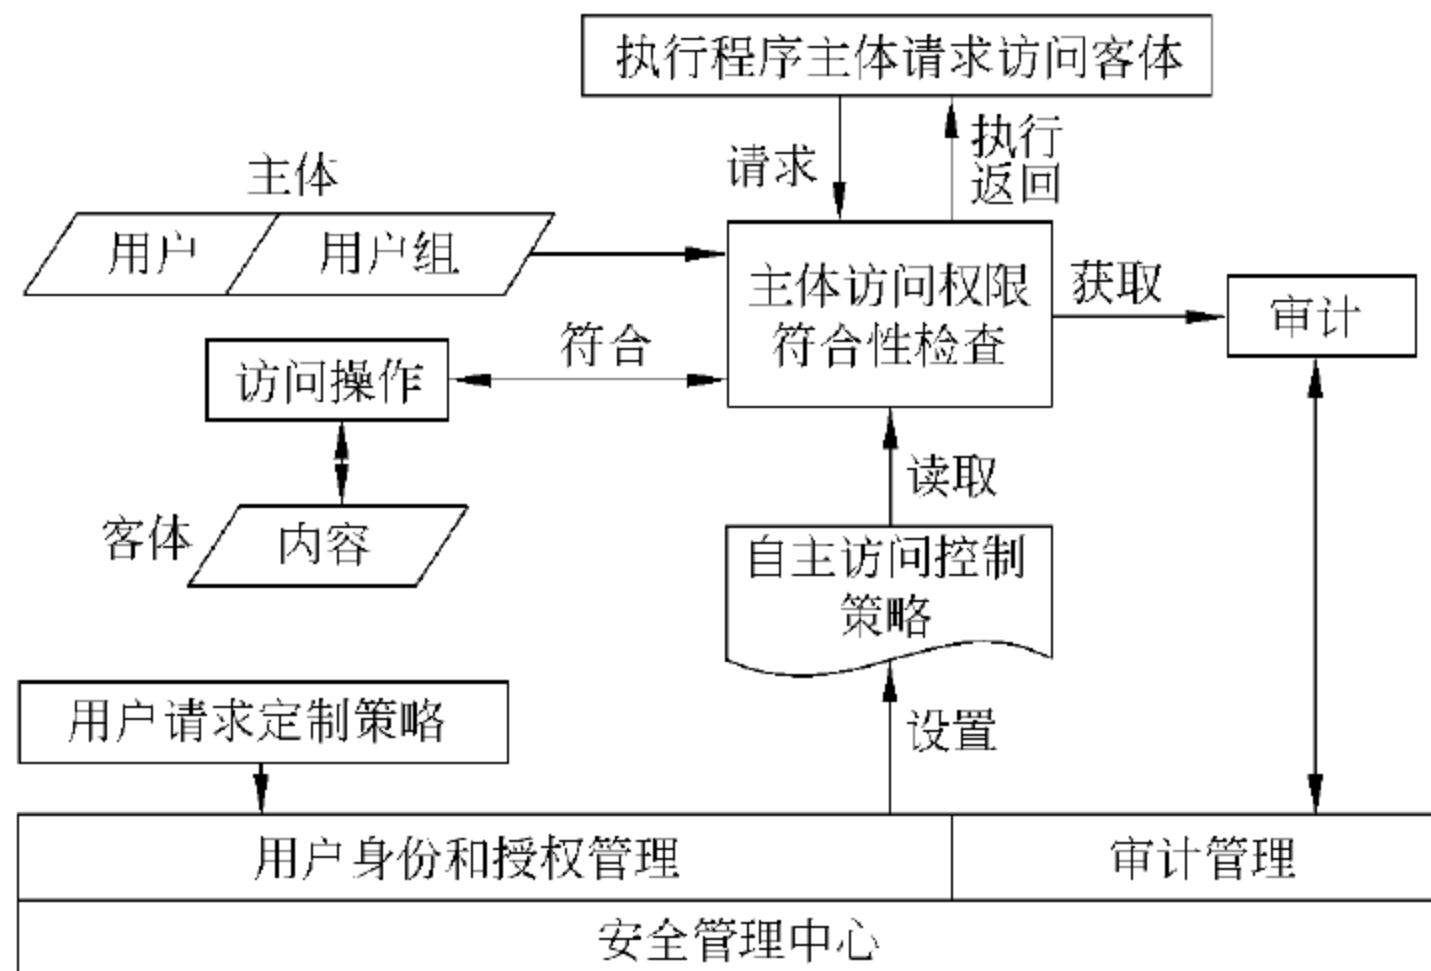 执行程序主体请求访问客体
请求
执行
返回
主体
用户
用户组
主体访问权限
符合性检查
获取
审计
符合
访问操作
读取
客体
内容
自主访问控制
策略
用户请求定制策略
设置
用户身份和授权管理
审计管理
安全管理中心